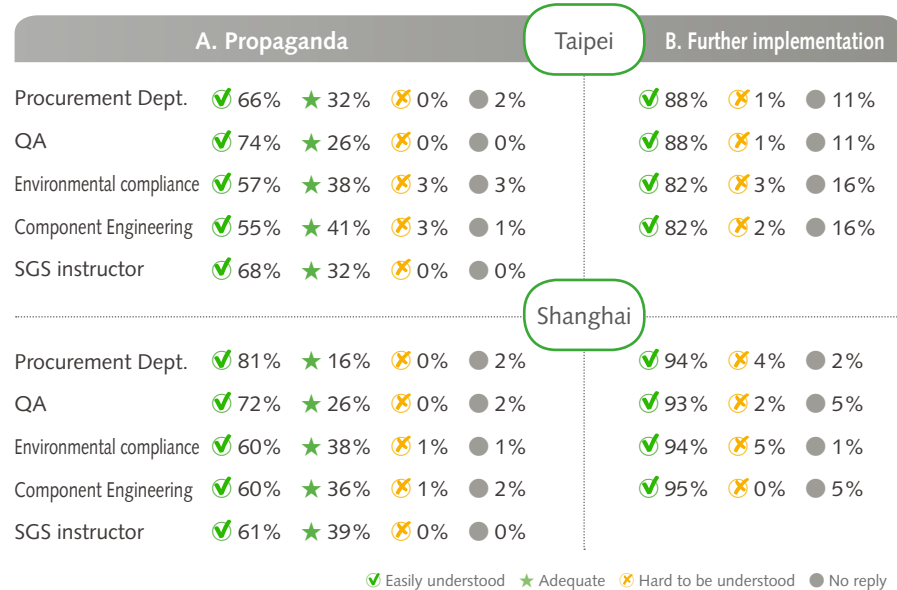 A. Propaganda Taipei B. Further implementation
Procurement Dept. 66% 32% 0% 2% 88% 1% 11%
QA 74% 26% 0% 0% 88% 1% 11%
Environmental compliance 57% 38% 3% 3% 82% 3% 16%
Component Engineering 55% 41% 3% 1% 82% 2% 16%
SGS instructor 68% 32% 0% 0%
Shanghai
Procurement Dept. 81% 16% 0% 2% 94% 4% 2%
QA 72% 26% 0% 2% 93% 2% 5%
Environmental compliance 60% 38% 1% 1% 94% 5% 1%
Component Engineering 60% 36% 1% 2% 95% 0% 5%
SGS instructor 61% 39% 0% 0%
Easily understood Adequate Hard to be understood No reply